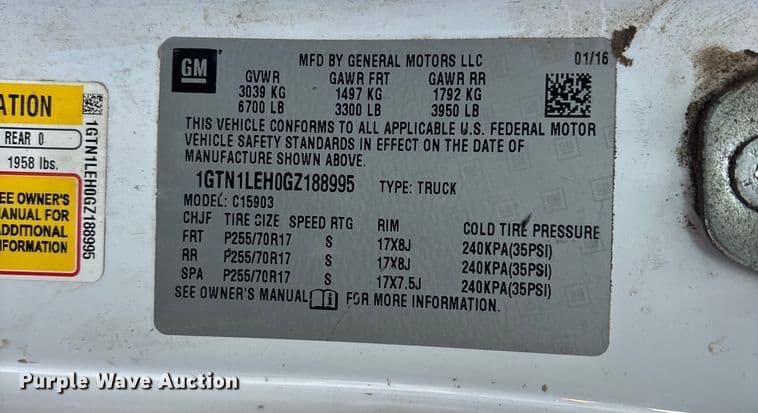 ATION
REAR 0
1958 lbs.
EE OWNER'S
ANUAL FOR
ADDITIONAL
NFORMATION
1GTN1LEH0GZ188995
GM
MFD BY GENERAL MOTORS LLC 01/16
GVWR GAWR FRT GAWR RR
3039 KG 1497 KG 1792 KG
6700 LB 3300 LB 3950 LB
THIS VEHICLE CONFORMS TO ALL APPLICABLE U.S. FEDERAL MOTOR
VEHICLE SAFETY STANDARDS IN EFFECT ON THE DATE OF
MANUFACTURE SHOWN ABOVE.
1GTN1LEH0GZ188995 TYPE: TRUCK
MODEL: C15903
CHJF TIRE SIZE SPEED RTG RIM COLD TIRE PRESSURE
FRT P255/70R17 S 17X8J 240KPA(35PSI)
RR P255/70R17 S 17X8J 240KPA(35PSI)
SPA P255/70R17 S 17X7.5J 240KPA(35PSI)
SEE OWNER'S MANUAL FOR MORE INFORMATION.
Purple Wave Auction